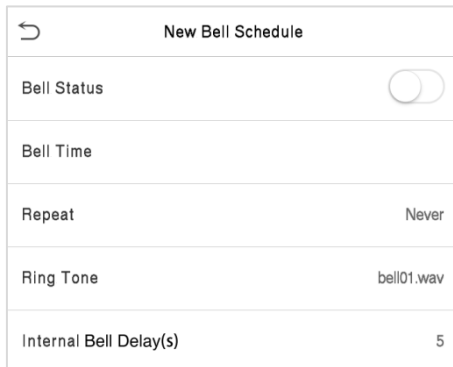 New Bell Schedule
Bell Status
Bell Time
Repeat Never
Ring Tone bell01.wav
Internal Bell Delay(s) 5